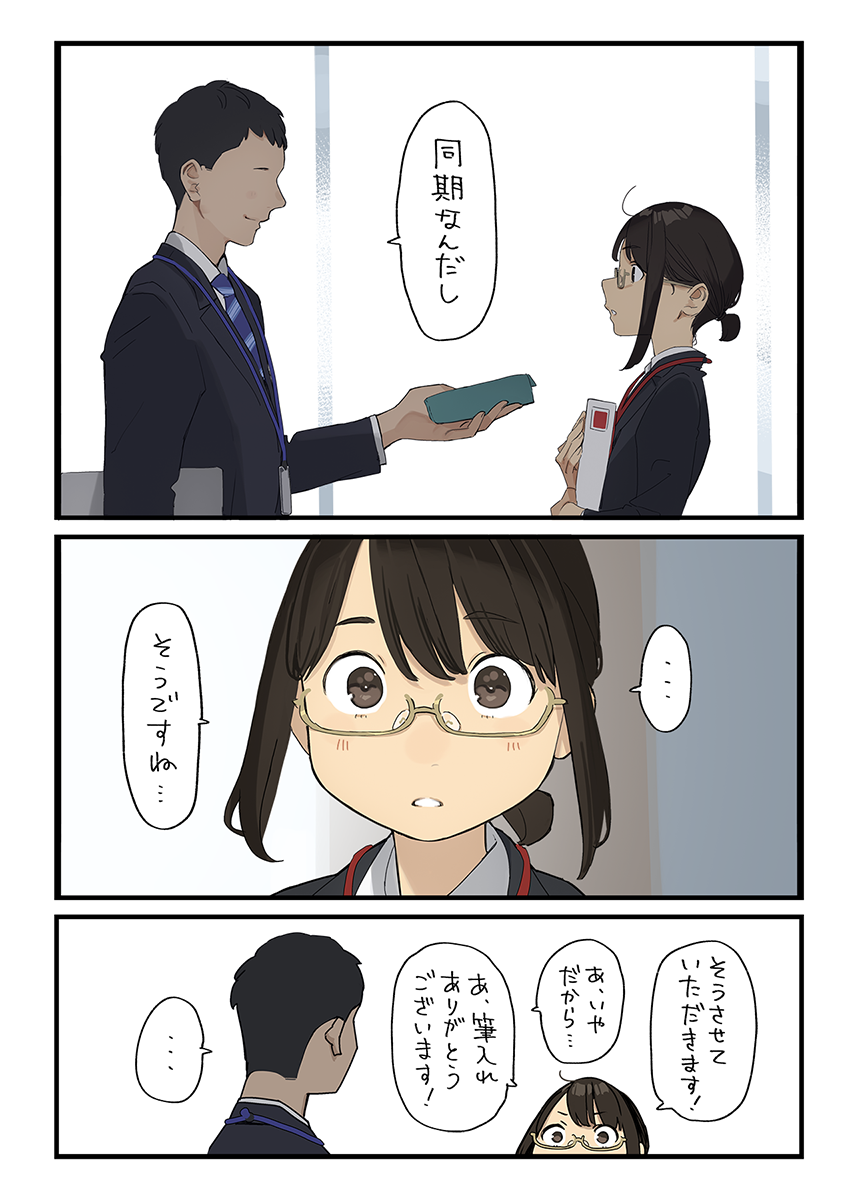 同期なんだし
...
そうですね...
そうさせて
いただきます!
あ、いや
だから...
あ、筆入れ
ありがとう
ございます!
...